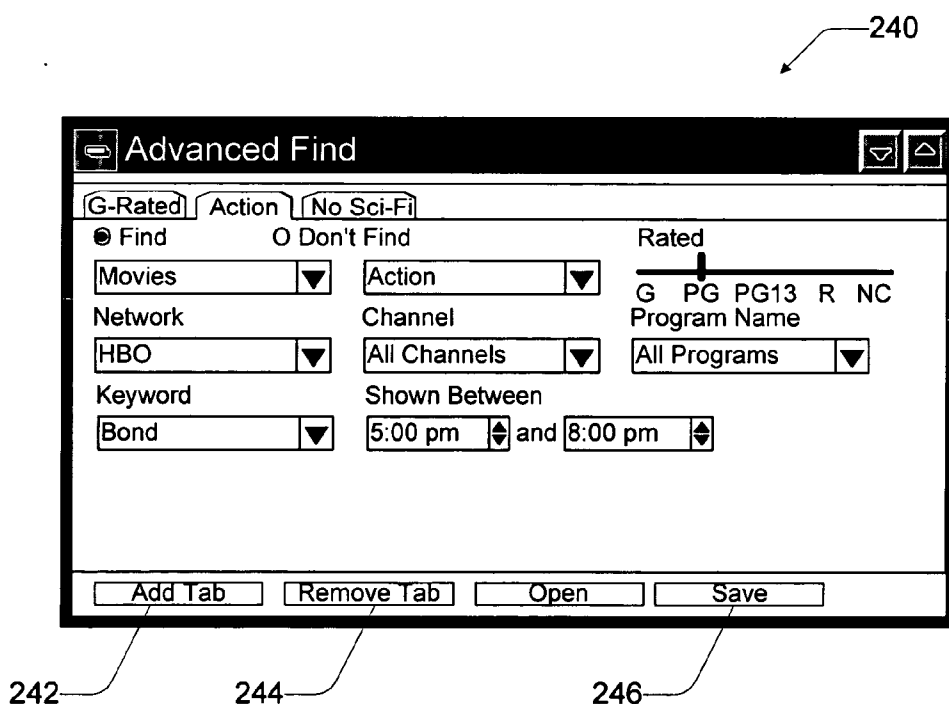 240
Advanced Find
G-Rated Action No Sci-Fi
Find O Don't Find Rated
Movies Action
G PG PG13 R NC
Network Channel Program Name
HBO All Channels All Programs
Keyword Shown Between
Bond 5:00 pm and 8:00 pm
Add Tab Remove Tab Open Save
242 244 246